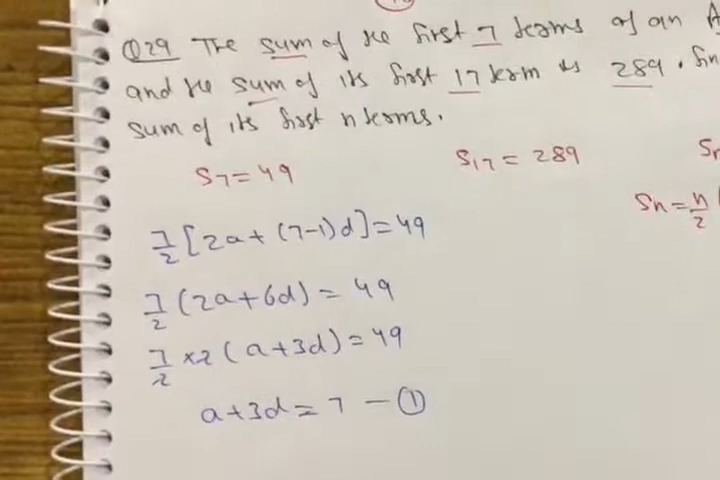 Q29 The sum of the first 7 terms of an A
and the sum of its first 17 term is 289. fin
sum of its first n terms.
S7 = 49
S17 = 289
Sn
Sn = n/2
7/2 [2a + (7-1)d] = 49
7/2 (2a + 6d) = 49
7/2 × 2 (a + 3d) = 49
a + 3d = 7 — ①